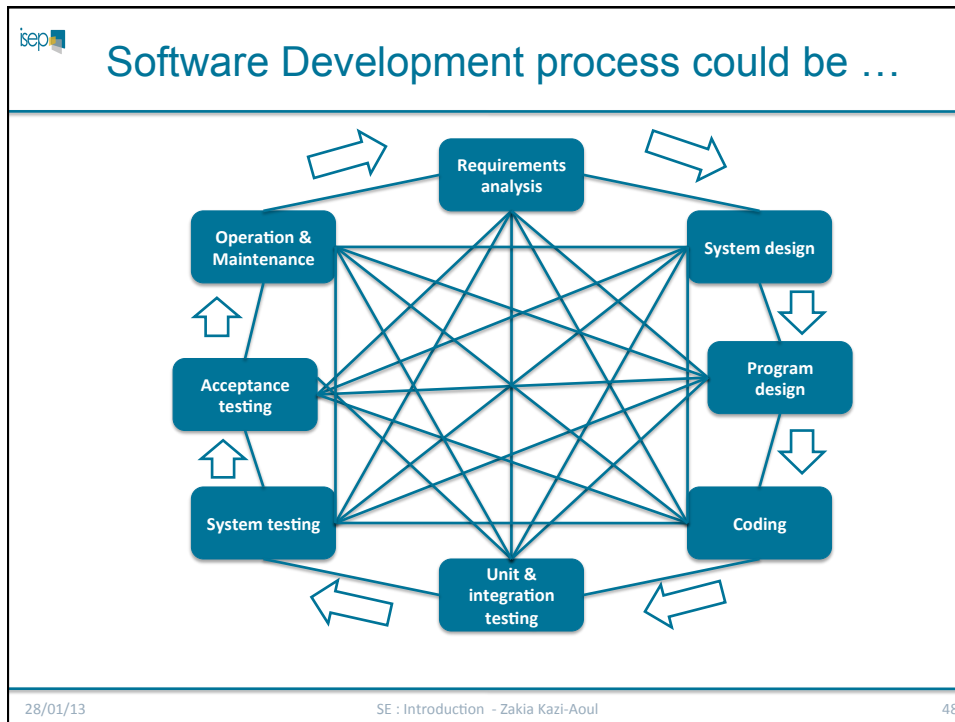 isep
Software Development process could be …
Requirements
analysis
Operation &
Maintenance
System design
Acceptance
testing
Program
design
System testing
Coding
Unit &
integration
testing
28/01/13
SE : Introduction - Zakia Kazi-Aoul
48